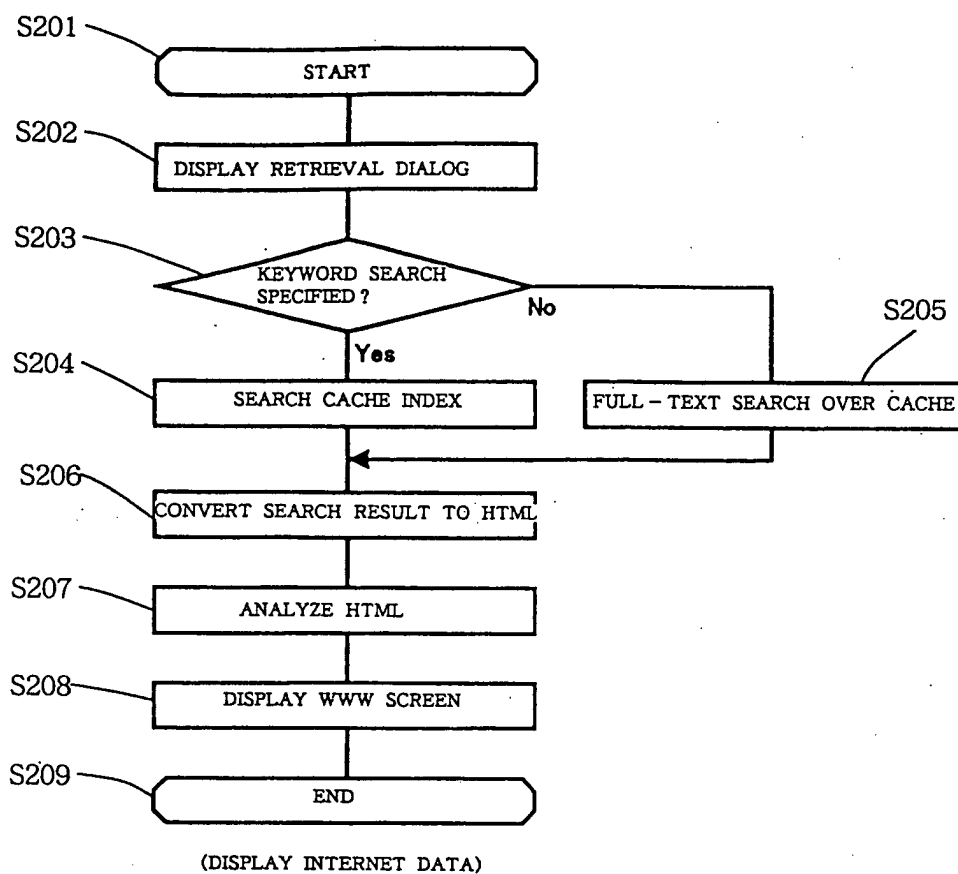 S201
START
S202
DISPLAY RETRIEVAL DIALOG
S203
KEYWORD SEARCH
SPECIFIED?
No
S205
Yes
S204
SEARCH CACHE INDEX
FULL-TEXT SEARCH OVER CACHE
S206
CONVERT SEARCH RESULT TO HTML
S207
ANALYZE HTML
S208
DISPLAY WWW SCREEN
S209
END
(DISPLAY INTERNET DATA)